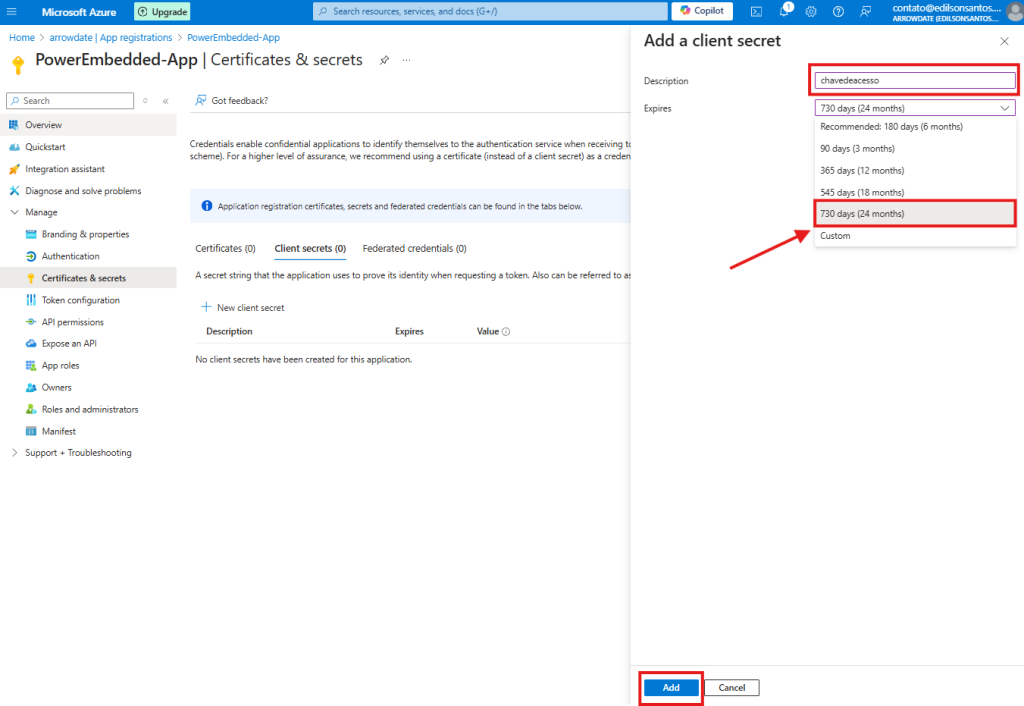 Microsoft Azure
Upgrade
Search resources, services, and docs (G+/)
Copilot
1
contato@edilsonsantos....
ARROWDATE (EDILSONSANTOS....
Home > arrowdate | App registrations > PowerEmbedded-App
PowerEmbedded-App | Certificates & secrets
...
Search
«
Overview
Quickstart
Integration assistant
Diagnose and solve problems
Manage
Branding & properties
Authentication
Certificates & secrets
Token configuration
API permissions
Expose an API
App roles
Owners
Roles and administrators
Manifest
Support + Troubleshooting
Got feedback?
Credentials enable confidential applications to identify themselves to the authentication service when receiving to
scheme). For a higher level of assurance, we recommend using a certificate (instead of a client secret) as a creden
Application registration certificates, secrets and federated credentials can be found in the tabs below.
Certificates (0)
Client secrets (0)
Federated credentials (0)
A secret string that the application uses to prove its identity when requesting a token. Also can be referred to as
New client secret
Description
Expires
Value
No client secrets have been created for this application.
Add a client secret
Description
chavedeacesso
Expires
730 days (24 months)
Recommended: 180 days (6 months)
90 days (3 months)
365 days (12 months)
545 days (18 months)
730 days (24 months)
Custom
Add
Cancel